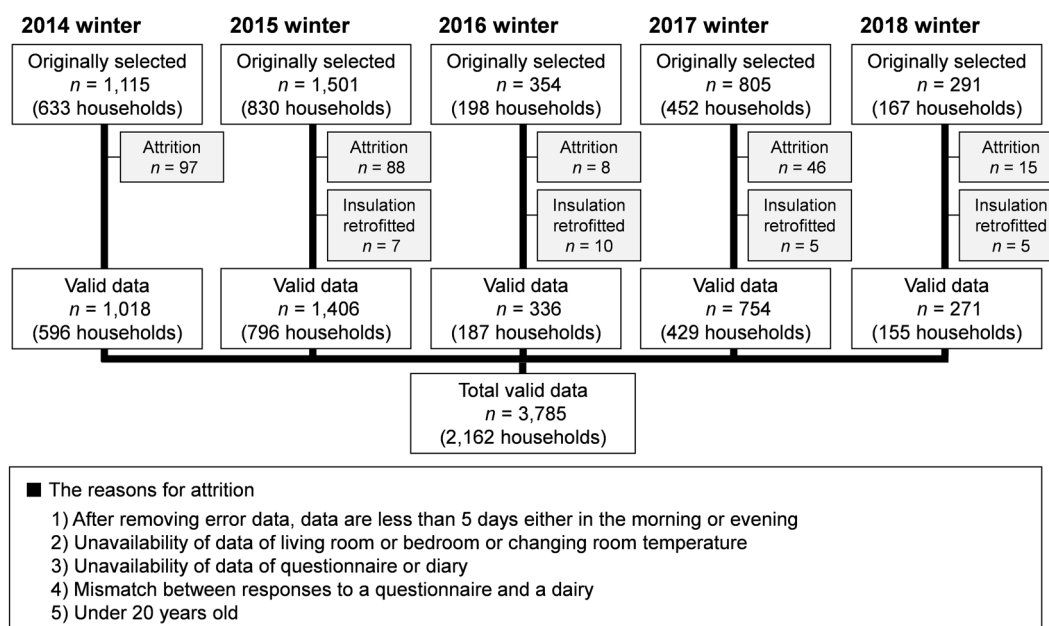 2014 winter
2015 winter
2016 winter
2017 winter
2018 winter
Originally selected
n = 1,115
(633 households)
Originally selected
n = 1,501
(830 households)
Originally selected
n = 354
(198 households)
Originally selected
n = 805
(452 households)
Originally selected
n = 291
(167 households)
Attrition
n = 97
Attrition
n = 88
Attrition
n = 8
Attrition
n = 46
Attrition
n = 15
Insulation
retrofitted
n = 7
Insulation
retrofitted
n = 10
Insulation
retrofitted
n = 5
Insulation
retrofitted
n = 5
Valid data
n = 1,018
(596 households)
Valid data
n = 1,406
(796 households)
Valid data
n = 336
(187 households)
Valid data
n = 754
(429 households)
Valid data
n = 271
(155 households)
Total valid data
n = 3,785
(2,162 households)
■ The reasons for attrition
1) After removing error data, data are less than 5 days either in the morning or evening
2) Unavailability of data of living room or bedroom or changing room temperature
3) Unavailability of data of questionnaire or diary
4) Mismatch between responses to a questionnaire and a dairy
5) Under 20 years old